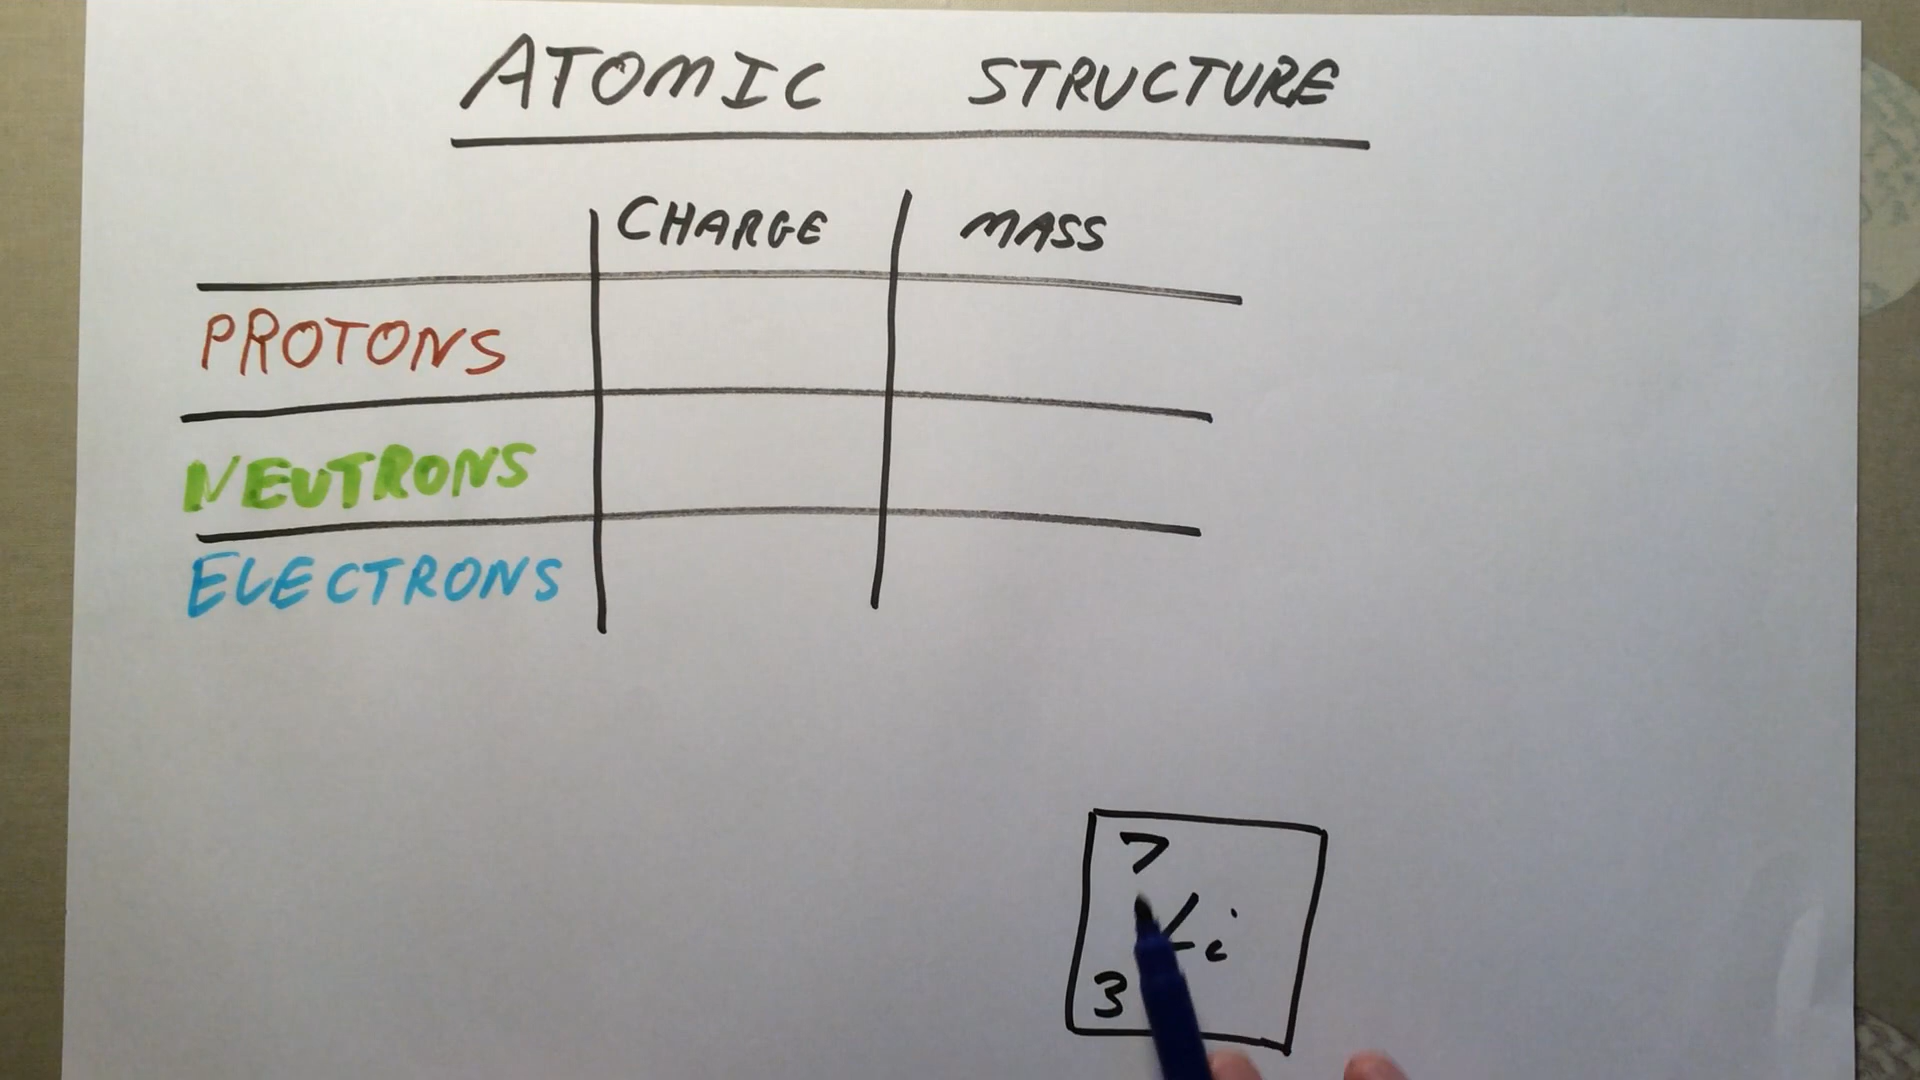 ATOMIC STRUCTURE
CHARGE MASS
PROTONS
NEUTRONS
ELECTRONS
7
Li
3